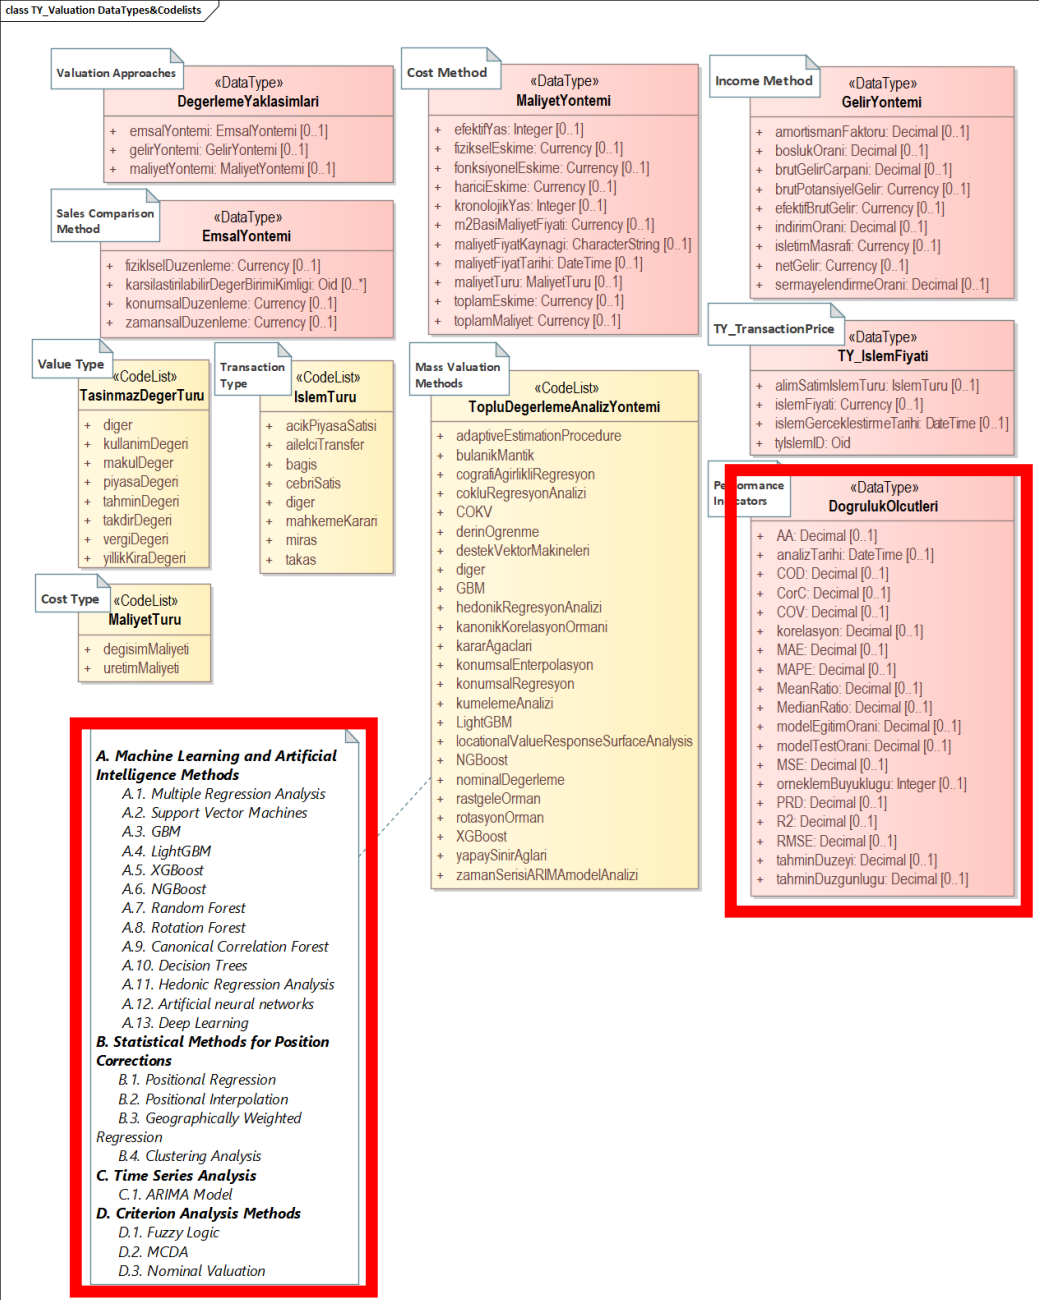 class TY_Valuation DataTypes&Codelists
Valuation Approaches
«DataType»
DegerlemeYaklasimlari
+ emsalYontemi: EmsalYontemi [0..1]
+ gelirYontemi: GelirYontemi [0..1]
+ maliyetYontemi: MaliyetYontemi [0..1]
Sales Comparison
Method
«DataType»
EmsalYontemi
+ fizikIselDuzenleme: Currency [0..1]
+ karsilastirilabilirDegerBirimiKimligi: Oid [0..*]
+ konumsalDuzenleme: Currency [0..1]
+ zamansalDuzenleme: Currency [0..1]
Cost Method
«DataType»
MaliyetYontemi
+ efektifYas: Integer [0..1]
+ fizikselEskime: Currency [0..1]
+ fonksiyonelEskime: Currency [0..1]
+ hariciEskime: Currency [0..1]
+ kronolojikYas: Integer [0..1]
+ m2BasiMaliyetFiyati: Currency [0..1]
+ maliyetFiyatKaynagi: CharacterString [0..1]
+ maliyetFiyatTarihi: DateTime [0..1]
+ maliyetTuru: MaliyetTuru [0..1]
+ toplamEskime: Currency [0..1]
+ toplamMaliyet: Currency [0..1]
Income Method
«DataType»
GelirYontemi
+ amortismanFaktoru: Decimal [0..1]
+ boslukOrani: Decimal [0..1]
+ brutGelirCarpani: Decimal [0..1]
+ brutPotansiyelGelir: Currency [0..1]
+ efektifBrutGelir: Currency [0..1]
+ indirimOrani: Decimal [0..1]
+ isletimMasrafi: Currency [0..1]
+ netGelir: Currency [0..1]
+ sermayelendirmeOrani: Decimal [0..1]
TY_TransactionPrice
«DataType»
TY_IslemFiyati
+ alimSatimIslemTuru: IslemTuru [0..1]
+ islemFiyati: Currency [0..1]
+ islemGerceklestirmeTarihi: DateTime [0..1]
+ tyIslemID: Oid
Value Type
«CodeList»
TasinmazDegerTuru
+ diger
+ kullanimDegeri
+ makulDeger
+ piyasaDegeri
+ tahminDegeri
+ takdirDegeri
+ vergiDegeri
+ yillikKiraDegeri
Transaction
Type
«CodeList»
IslemTuru
+ acikPiyasaSatisi
+ aileIciTransfer
+ bagis
+ cebriSatis
+ diger
+ mahkemeKarari
+ miras
+ takas
Cost Type
«CodeList»
MaliyetTuru
+ degisimMaliyeti
+ uretimMaliyeti
Mass Valuation
Methods
«CodeList»
TopluDegerlemeAnalizYontemi
+ adaptiveEstimationProcedure
+ bulanikMantik
+ cografiAgirlikliRegresyon
+ cokluRegresyonAnalizi
+ COKV
+ derinOgrenme
+ destekVektorMakineleri
+ diger
+ GBM
+ hedonikRegresyonAnalizi
+ kanonikKorelasyonOrmani
+ kararAgaclari
+ konumsalEnterpolasyon
+ konumsalRegresyon
+ kumelemeAnalizi
+ LightGBM
+ locationalValueResponseSurfaceAnalysis
+ NGBoost
+ nominalDegerleme
+ rastgeleOrman
+ rotasyonOrman
+ XGBoost
+ yapaySinirAglari
+ zamanSerisiARIMAmodelAnalizi
Performance
Indicators
«DataType»
DogrulukOlcutleri
+ AA: Decimal [0..1]
+ analizTarihi: DateTime [0..1]
+ COD: Decimal [0..1]
+ CorC: Decimal [0..1]
+ COV: Decimal [0..1]
+ korelasyon: Decimal [0..1]
+ MAE: Decimal [0..1]
+ MAPE: Decimal [0..1]
+ MeanRatio: Decimal [0..1]
+ MedianRatio: Decimal [0..1]
+ modelEgitimOrani: Decimal [0..1]
+ modelTestOrani: Decimal [0..1]
+ MSE: Decimal [0..1]
+ orneklemBuyuklugu: Integer [0..1]
+ PRD: Decimal [0..1]
+ R2: Decimal [0..1]
+ RMSE: Decimal [0..1]
+ tahminDuzeyi: Decimal [0..1]
+ tahminDuzgunlugu: Decimal [0..1]
A. Machine Learning and Artificial
Intelligence Methods
A.1. Multiple Regression Analysis
A.2. Support Vector Machines
A.3. GBM
A.4. LightGBM
A.5. XGBoost
A.6. NGBoost
A.7. Random Forest
A.8. Rotation Forest
A.9. Canonical Correlation Forest
A.10. Decision Trees
A.11. Hedonic Regression Analysis
A.12. Artificial neural networks
A.13. Deep Learning
B. Statistical Methods for Position
Corrections
B.1. Positional Regression
B.2. Positional Interpolation
B.3. Geographically Weighted
Regression
B.4. Clustering Analysis
C. Time Series Analysis
C.1. ARIMA Model
D. Criterion Analysis Methods
D.1. Fuzzy Logic
D.2. MCDA
D.3. Nominal Valuation